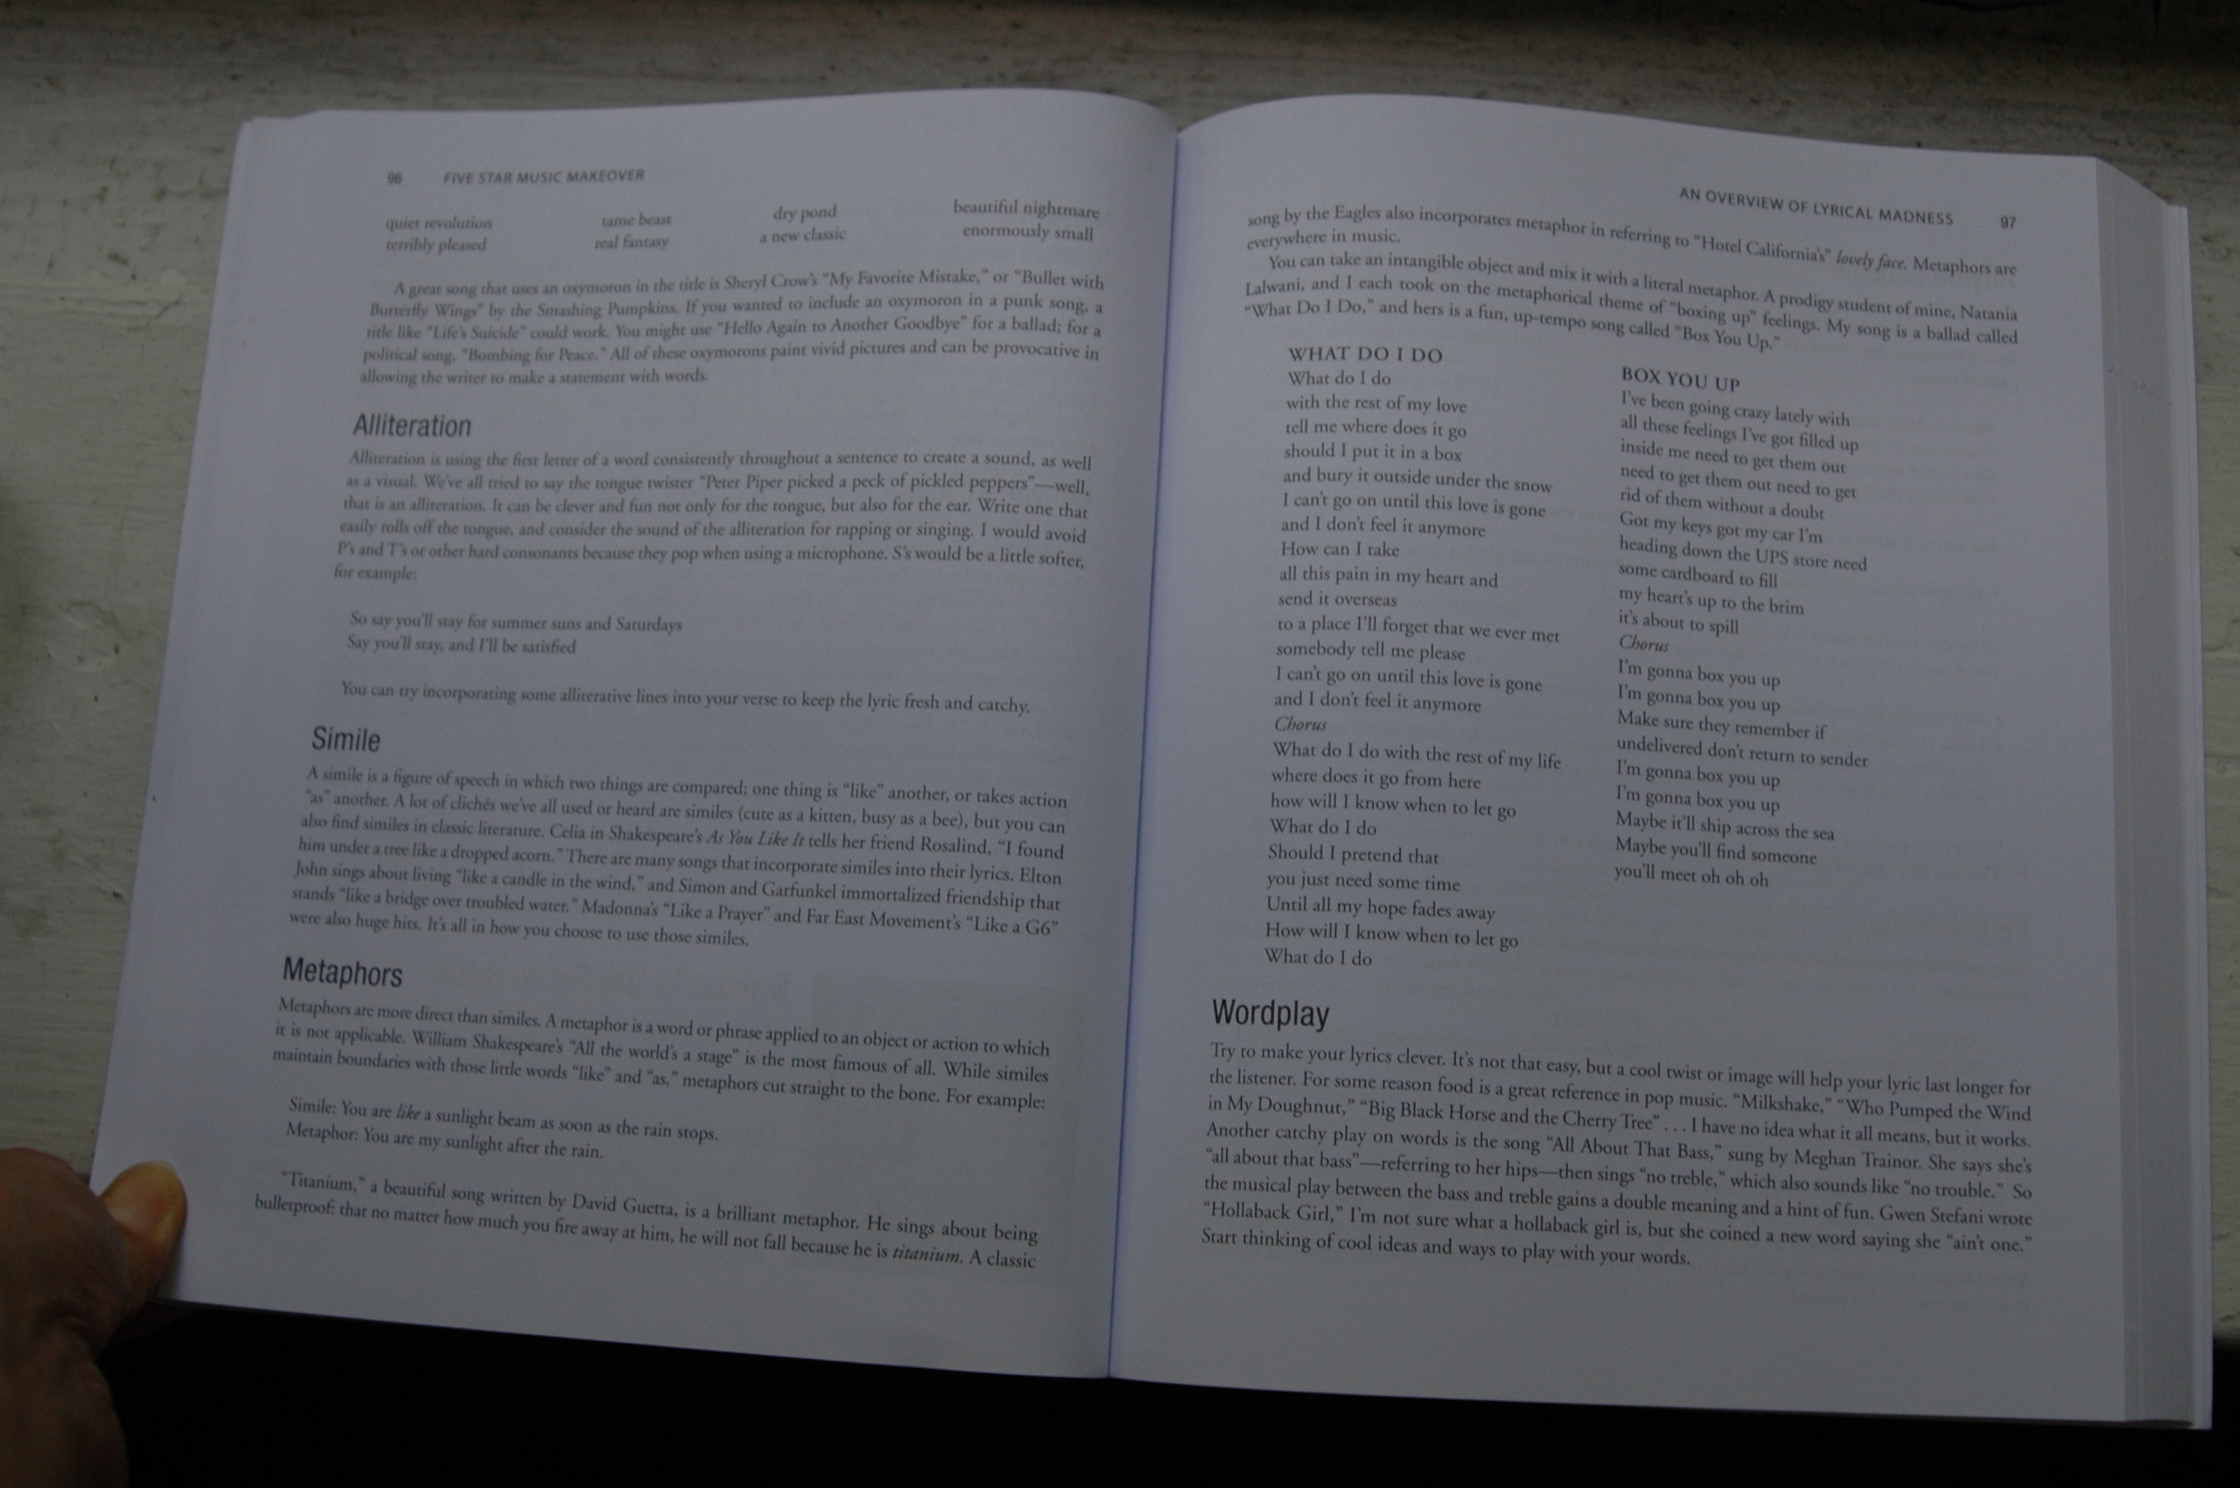 96 FIVE STAR MUSIC MAKEOVER
quiet revolution tame beast dry pond beautiful nightmare
terribly pleased real fantasy a new classic enormously small
A great song that uses an oxymoron in the title is Sheryl Crow's “My Favorite Mistake,” or “Bullet with
Butterfly Wings” by the Smashing Pumpkins. If you wanted to include an oxymoron in a punk song, a
title like “Life's Suicide” could work. You might use “Hello Again to Another Goodbye” for a ballad; for a
political song, “Bombing for Peace.” All of these oxymorons paint vivid pictures and can be provocative in
allowing the writer to make a statement with words.
Alliteration
Alliteration is using the first letter of a word consistently throughout a sentence to create a sound, as well
as a visual. We've all tried to say the tongue twister “Peter Piper picked a peck of pickled peppers”—well,
that is an alliteration. It can be clever and fun not only for the tongue, but also for the ear. Write one that
easily rolls off the tongue, and consider the sound of the alliteration for rapping or singing. I would avoid
P's and T's or other hard consonants because they pop when using a microphone. S's would be a little softer,
for example:
So say you'll stay for summer suns and Saturdays
Say you'll stay, and I'll be satisfied
You can try incorporating some alliterative lines into your verse to keep the lyric fresh and catchy.
Simile
A simile is a figure of speech in which two things are compared; one thing is “like” another, or takes action
“as” another. A lot of clichés we've all used or heard are similes (cute as a kitten, busy as a bee), but you can
also find similes in classic literature. Celia in Shakespeare's As You Like It tells her friend Rosalind, “I found
him under a tree like a dropped acorn.” There are many songs that incorporate similes into their lyrics. Elton
John sings about living “like a candle in the wind,” and Simon and Garfunkel immortalized friendship that
stands “like a bridge over troubled water.” Madonna's “Like a Prayer” and Far East Movement's “Like a G6”
were also huge hits. It's all in how you choose to use those similes.
Metaphors
Metaphors are more direct than similes. A metaphor is a word or phrase applied to an object or action to which
it is not applicable. William Shakespeare's “All the world's a stage” is the most famous of all. While similes
maintain boundaries with those little words “like” and “as,” metaphors cut straight to the bone. For example:
Simile: You are like a sunlight beam as soon as the rain stops.
Metaphor: You are my sunlight after the rain.
“Titanium,” a beautiful song written by David Guetta, is a brilliant metaphor. He sings about being
bulletproof: that no matter how much you fire away at him, he will not fall because he is titanium. A classic
AN OVERVIEW OF LYRICAL MADNESS 97
song by the Eagles also incorporates metaphor in referring to “Hotel California's” lovely face. Metaphors are
everywhere in music.
You can take an intangible object and mix it with a literal metaphor. A prodigy student of mine, Natania
Lalwani, and I each took on the metaphorical theme of “boxing up” feelings. My song is a ballad called
“What Do I Do,” and hers is a fun, up-tempo song called “Box You Up.”
WHAT DO I DO
What do I do
with the rest of my love
tell me where does it go
should I put it in a box
and bury it outside under the snow
I can't go on until this love is gone
and I don't feel it anymore
How can I take
all this pain in my heart and
send it overseas
to a place I'll forget that we ever met
somebody tell me please
I can't go on until this love is gone
and I don't feel it anymore
Chorus
What do I do with the rest of my life
where does it go from here
how will I know when to let go
What do I do
Should I pretend that
you just need some time
Until all my hope fades away
How will I know when to let go
What do I do
BOX YOU UP
I've been going crazy lately with
all these feelings I've got filled up
inside me need to get them out
need to get them out need to get
rid of them without a doubt
Got my keys got my car I'm
heading down the UPS store need
some cardboard to fill
my heart's up to the brim
it's about to spill
Chorus
I'm gonna box you up
I'm gonna box you up
Make sure they remember if
undelivered don't return to sender
I'm gonna box you up
I'm gonna box you up
Maybe it'll ship across the sea
Maybe you'll find someone
you'll meet oh oh oh
Wordplay
Try to make your lyrics clever. It's not that easy, but a cool twist or image will help your lyric last longer for
the listener. For some reason food is a great reference in pop music. “Milkshake,” “Who Pumped the Wind
in My Doughnut,” “Big Black Horse and the Cherry Tree” . . . I have no idea what it all means, but it works.
Another catchy play on words is the song “All About That Bass,” sung by Meghan Trainor. She says she's
“all about that bass”—referring to her hips—then sings “no treble,” which also sounds like “no trouble.” So
the musical play between the bass and treble gains a double meaning and a hint of fun. Gwen Stefani wrote
“Hollaback Girl,” I'm not sure what a hollaback girl is, but she coined a new word saying she “ain't one.”
Start thinking of cool ideas and ways to play with your words.